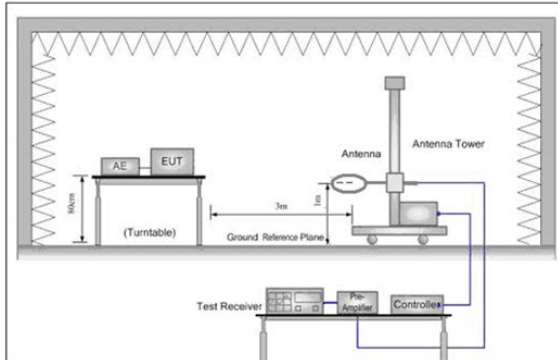 Antenna
Antenna Tower
AE
EUT
80cm
(Turntable)
3m
1m
Ground Reference Plane
Test Receiver
Pre-
Amplifier
Controller